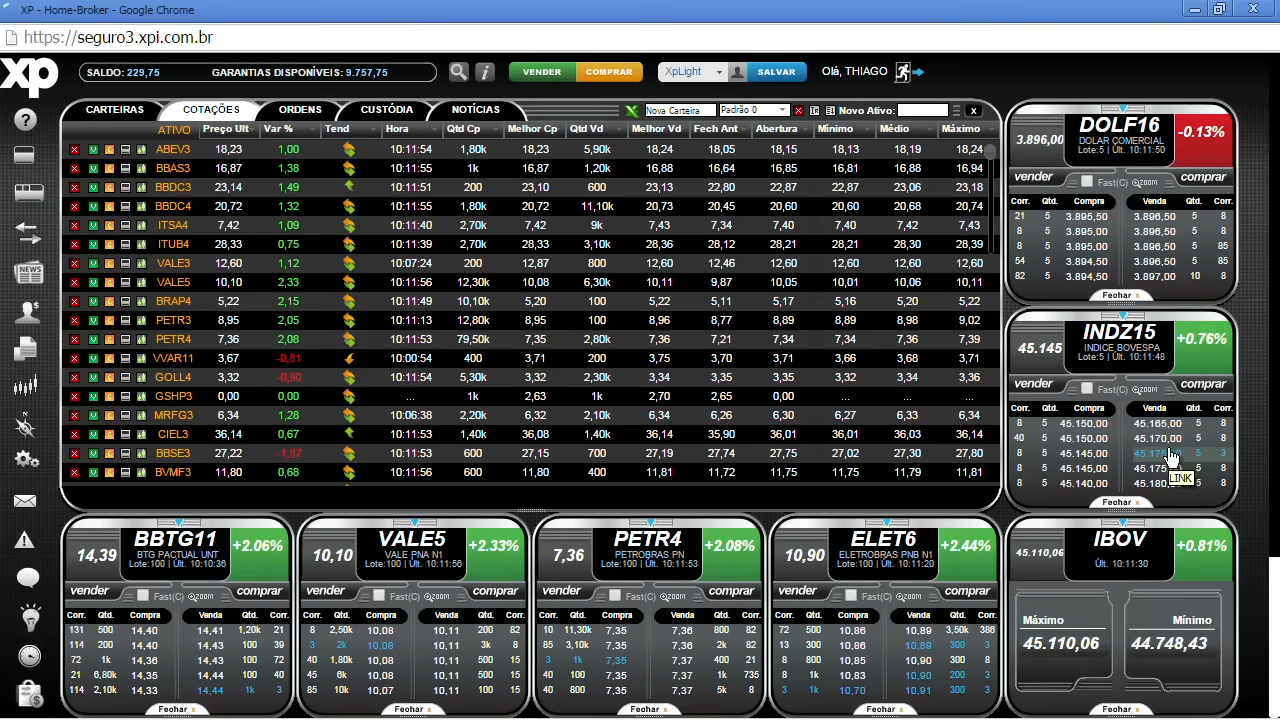 XP - Home-Broker - Google Chrome
https://seguro3.xpi.com.br
xp SALDO: 229,75 GARANTIAS DISPONÍVEIS: 9.757,75 VENDER COMPRAR XpLight SALVAR Olá, THIAGO
CARTEIRAS COTAÇÕES ORDENS CUSTÓDIA NOTÍCIAS Nova Carteira Padrão 0 Novo Ativo: x
ATIVO Preço Ult Var % Tend Hora Qtd Cp Melhor Cp Qtd Vd Melhor Vd Fech Ant Abertura Mínimo Médio Máximo
ABEV3 18,23 1,00 10:11:54 1,80k 18,23 5,90k 18,24 18,05 18,15 18,13 18,19 18,24
BBAS3 16,87 1,38 10:11:55 1k 16,87 1,20k 16,88 16,64 16,85 16,81 16,88 16,94
BBDC3 23,14 1,49 10:11:51 200 23,10 600 23,13 22,80 22,87 22,87 23,06 23,18
BBDC4 20,72 1,32 10:11:55 1,80k 20,72 11,10k 20,73 20,45 20,60 20,60 20,68 20,74
ITSA4 7,42 1,09 10:11:40 2,70k 7,42 9k 7,43 7,34 7,40 7,40 7,42 7,43
ITUB4 28,33 0,75 10:11:39 2,70k 28,33 3,10k 28,36 28,12 28,21 28,21 28,30 28,39
VALE3 12,60 1,12 10:07:24 200 12,87 800 12,60 12,46 12,60 12,60 12,60 12,60
VALE5 10,10 2,33 10:11:56 12,30k 10,08 6,30k 10,11 9,87 10,05 10,01 10,06 10,11
BRAP4 5,22 2,15 10:11:49 10,10k 5,20 100 5,22 5,11 5,17 5,16 5,20 5,22
PETR3 8,95 2,05 10:11:13 12,80k 8,95 100 8,96 8,77 8,89 8,89 8,98 9,02
PETR4 7,36 2,08 10:11:53 79,50k 7,35 2,80k 7,36 7,21 7,34 7,34 7,36 7,39
VVAR11 3,67 -0,81 10:00:54 400 3,71 200 3,75 3,70 3,71 3,66 3,68 3,71
GOLL4 3,32 -0,90 10:11:54 5,30k 3,32 2,30k 3,34 3,35 3,35 3,32 3,34 3,36
GSHP3 0,00 0,00 1k 2,63 1k 2,70 2,63 0,00 ... ... ...
MRFG3 6,34 1,28 10:06:38 2,20k 6,32 2,10k 6,34 6,26 6,30 6,27 6,33 6,34
CIEL3 36,14 0,67 10:11:53 1,40k 36,08 1,40k 36,14 35,90 36,01 36,01 36,03 36,14
BBSE3 27,22 -1,87 10:11:53 600 27,15 700 27,19 27,74 27,75 27,02 27,30 27,80
BVMF3 11,80 0,68 10:11:56 600 11,80 400 11,81 11,72 11,75 11,75 11,79 11,81
3.896,00 DOLF16 -0.13%
DOLAR COMERCIAL
Lote:5 | Últ. 10:11:50
vender Fast(C) zoom comprar
Corr. Qtd. Compra Venda Qtd. Corr.
21 5 3.895,50 3.896,50 5 8
8 5 3.895,00 3.896,50 5 8
8 5 3.895,00 3.896,50 5 85
54 5 3.894,50 3.896,50 5 85
82 5 3.894,50 3.897,00 10 8
Fechar x
45.145 INDZ15 +0.76%
INDICE BOVESPA
Lote:5 | Últ. 10:11:48
vender Fast(C) zoom comprar
Corr. Qtd. Compra Venda Qtd. Corr.
8 5 45.150,00 45.165,00 5 8
40 5 45.150,00 45.170,00 5 8
8 5 45.145,00 5 3
8 5 45.145,00 5 8
8 5 45.140,00 5 8
LINK
Fechar x
14,39 BBTG11 +2.06%
BTG PACTUAL UNT
Lote:100 | Últ. 10:10:36
vender Fast(C) zoom comprar
Corr. Qtd. Compra Venda Qtd. Corr.
131 500 14,40 14,41 1,20k 21
114 200 14,40 14,43 100 39
72 1k 14,36 14,43 100 72
21 6,80k 14,35 14,44 100 40
114 2,10k 14,33 14,44 1k 3
Fechar x
10,10 VALE5 +2.33%
VALE PNA N1
Lote:100 | Últ. 10:11:56
vender Fast(C) zoom comprar
Corr. Qtd. Compra Venda Qtd. Corr.
8 2,50k 10,08 10,11 200 82
3 2k 10,08 10,11 3k 8
40 1,80k 10,08 10,11 500 15
45 6k 10,08 10,11 500 15
85 10k 10,07 10,11 100 15
Fechar x
7,36 PETR4 +2.08%
PETROBRAS PN
Lote:100 | Últ. 10:11:53
vender Fast(C) zoom comprar
Corr. Qtd. Compra Venda Qtd. Corr.
10 11,30k 7,35 7,36 800 82
85 3,10k 7,35 7,36 2k 82
3 1k 7,35 7,37 400 21
40 100 7,35 7,37 1k 735
40 800 7,35 7,37 5k 8
Fechar x
10,90 ELET6 +2.44%
ELETROBRAS PNB N1
Lote:100 | Últ. 10:11:20
vender Fast(C) zoom comprar
Corr. Qtd. Compra Venda Qtd. Corr.
72 500 10,86 10,89 3,50k 386
13 300 10,86 10,89 300 3
8 800 10,85 10,90 300 8
8 1k 10,83 10,90 200 3
3 1k 10,70 10,91 300 3
Fechar x
45.110,06 IBOV +0.81%
Últ. 10:11:30
Máximo Mínimo
45.110,06 44.748,43
Fechar x